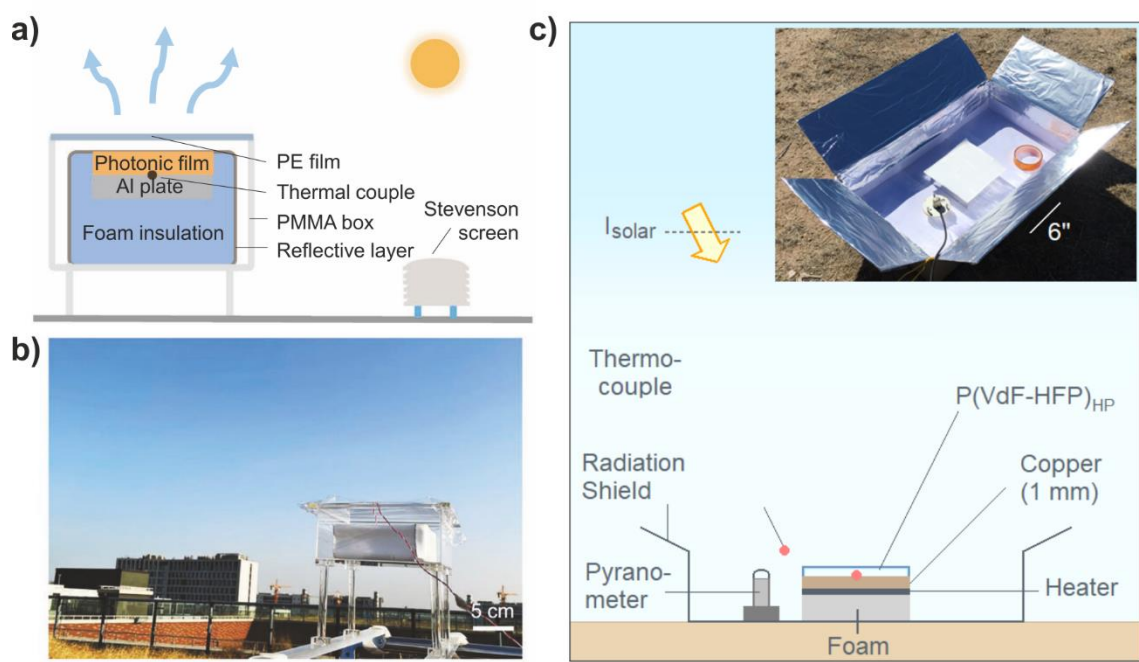 a)
Photonic film
Al plate
Foam insulation
PE film
Thermal couple
PMMA box
Reflective layer
Stevenson
screen
b)
5 cm
c)
6"
Isolar
Thermo-
couple
P(VdF-HFP)HP
Radiation
Shield
Copper
(1 mm)
Pyrano-
meter
Heater
Foam